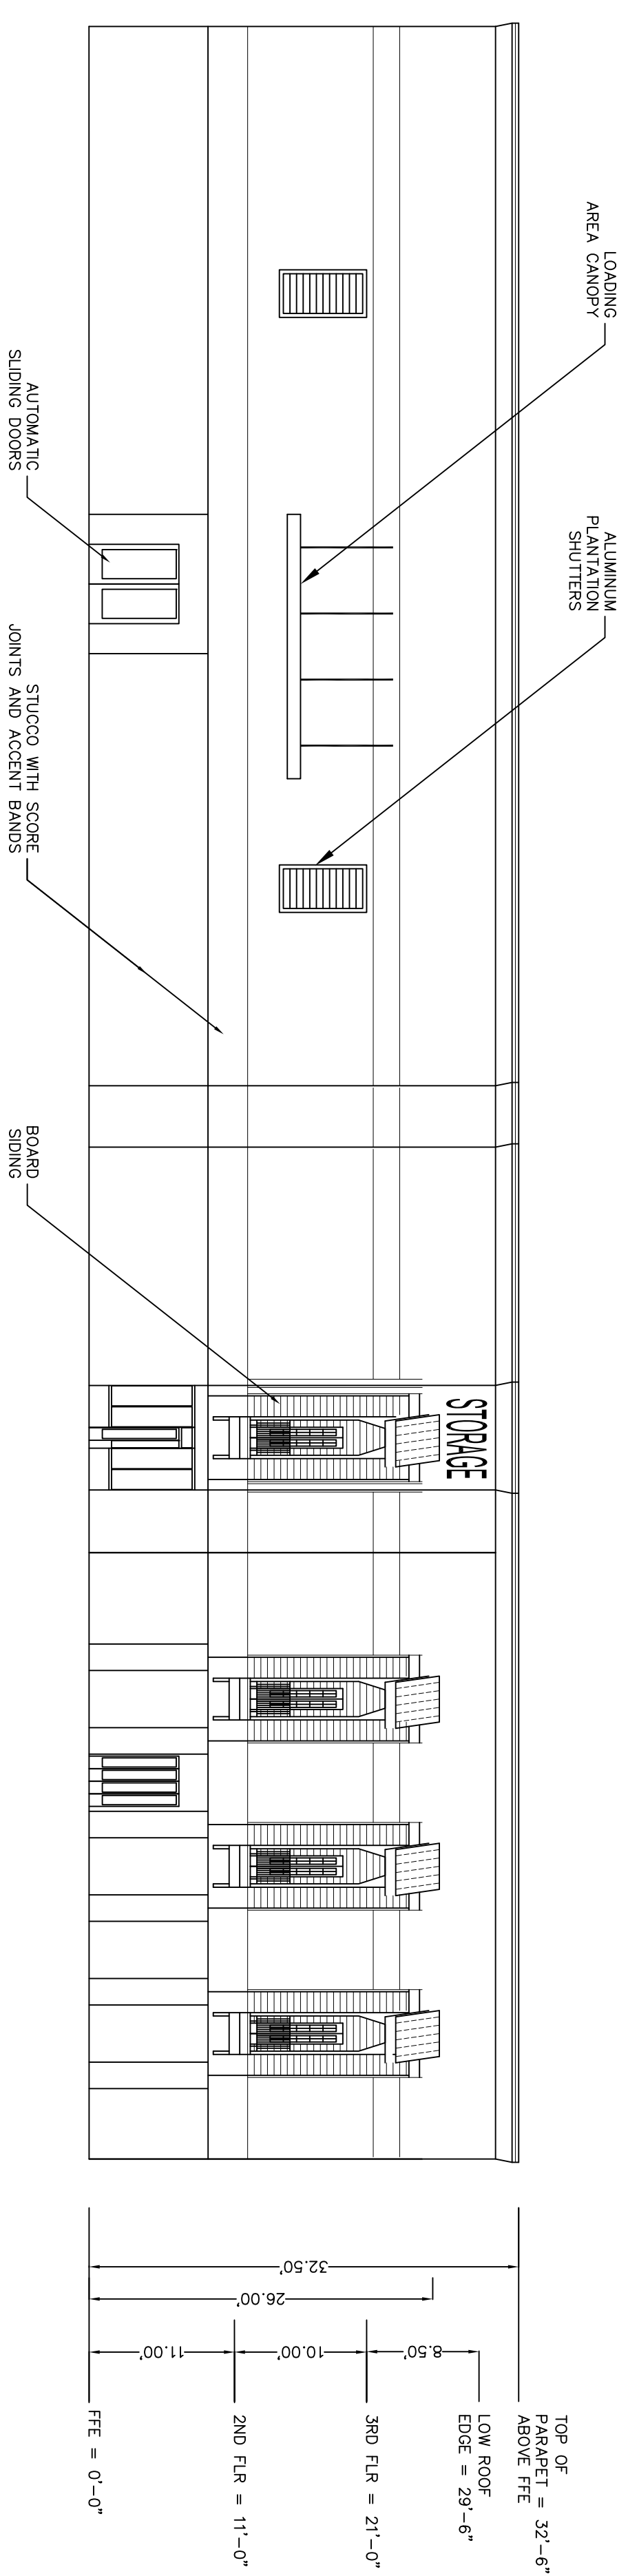 LOADING
AREA CANOPY
ALUMINUM
PLANTATION
SHUTTERS
AUTOMATIC
SLIDING DOORS
STUCCO WITH SCORE
JOINTS AND ACCENT BANDS
BOARD
SIDING
STORAGE
32.50'
26.00'
11.00'
10.00'
8.50'
TOP OF
PARAPET = 32'-6"
ABOVE FFE
LOW ROOF
EDGE = 29'-6"
3RD FLR = 21'-0"
2ND FLR = 11'-0"
FFE = 0'-0"